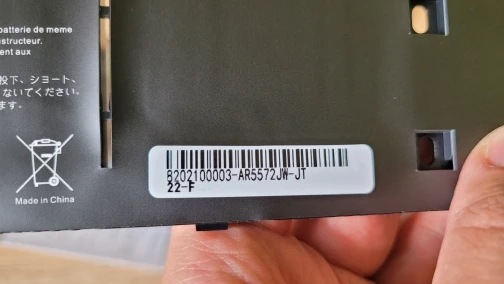 batterie de meme
nstructeur.
ent aux
投下、ショート、
ないでください。
ます。
Made in China
8202100003-AR5572JW-JT
22-F